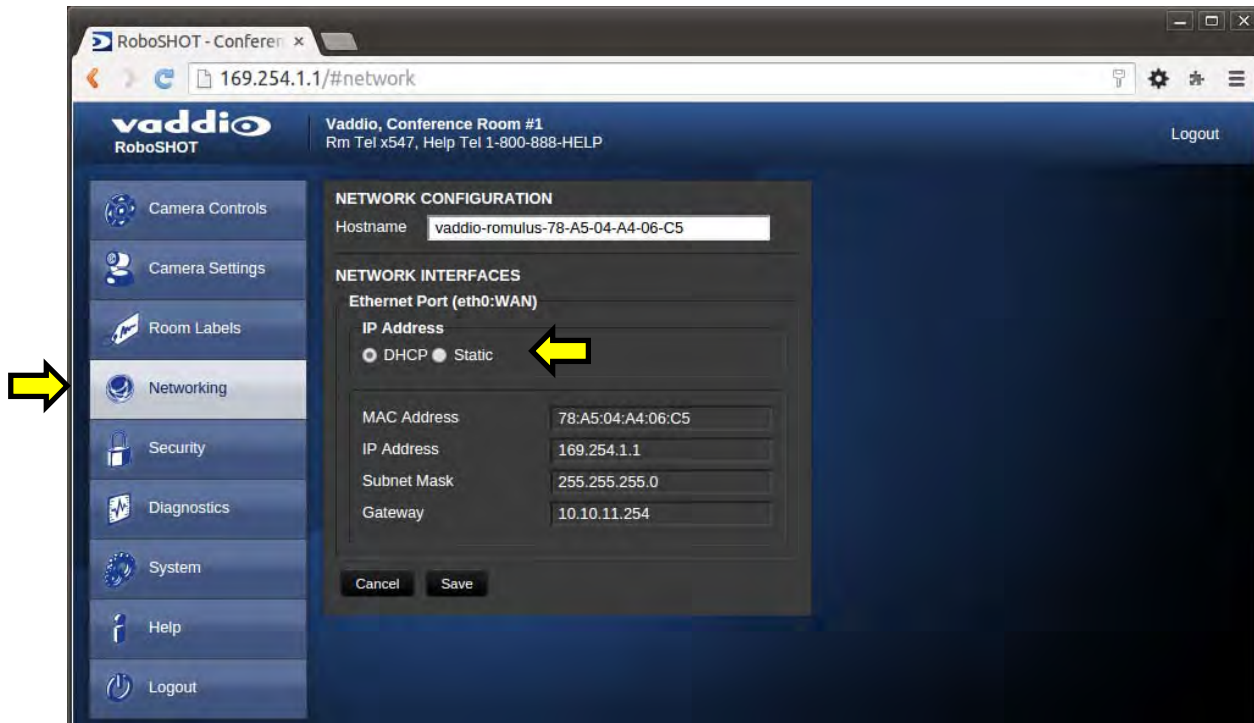 RoboSHOT - Conferen ×
169.254.1.1/#network
vaddio
RoboSHOT
Vaddio, Conference Room #1
Rm Tel x547, Help Tel 1-800-888-HELP
Logout
Camera Controls
Camera Settings
Room Labels
Networking
Security
Diagnostics
System
Help
Logout
NETWORK CONFIGURATION
Hostname vaddio-romulus-78-A5-04-A4-06-C5
NETWORK INTERFACES
Ethernet Port (eth0:WAN)
IP Address
DHCP Static
MAC Address 78:A5:04:A4:06:C5
IP Address 169.254.1.1
Subnet Mask 255.255.255.0
Gateway 10.10.11.254
Cancel Save